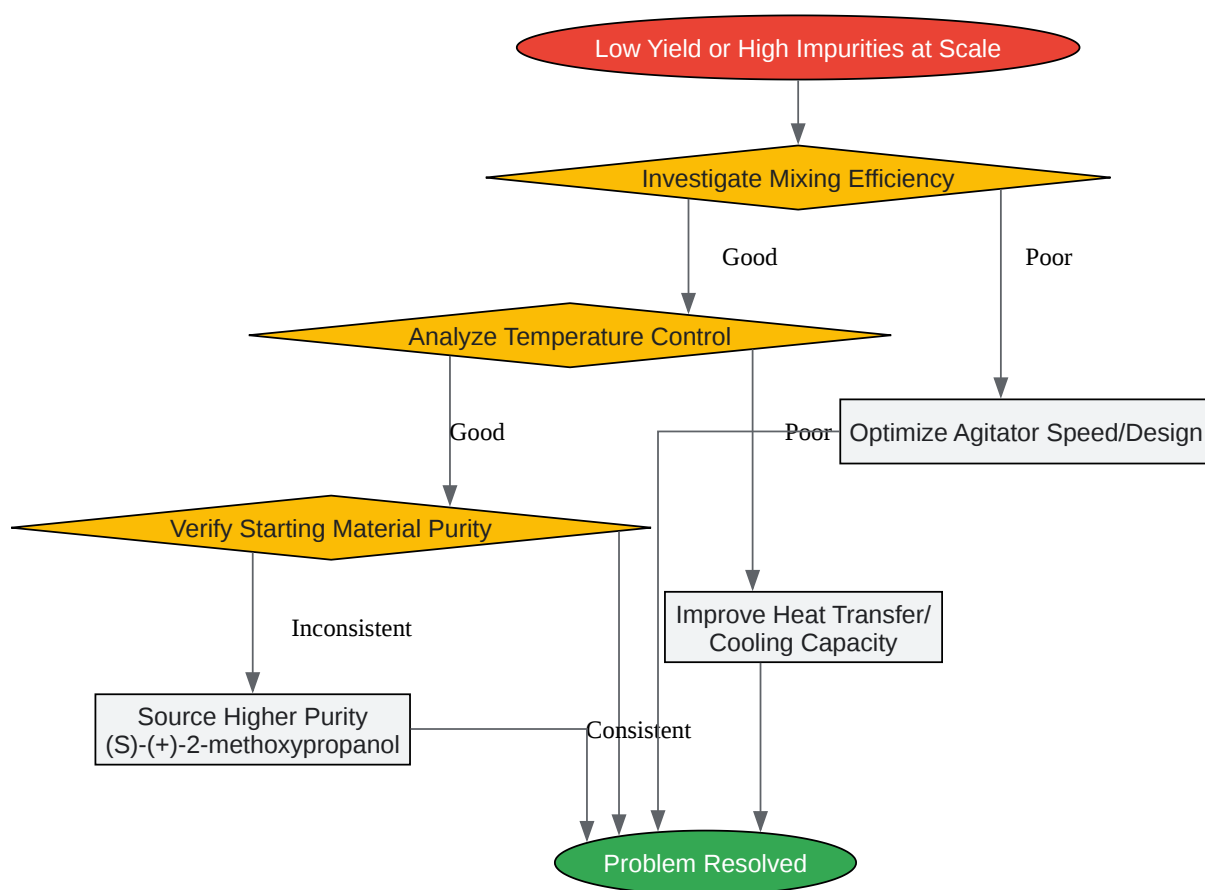 Low Yield or High Impurities at Scale
Investigate Mixing Efficiency
Good
Poor
Analyze Temperature Control
Good
Poor
Optimize Agitator Speed/Design
Verify Starting Material Purity
Improve Heat Transfer/
Cooling Capacity
Inconsistent
Source Higher Purity
(S)-(+)-2-methoxypropanol
Consistent
Problem Resolved